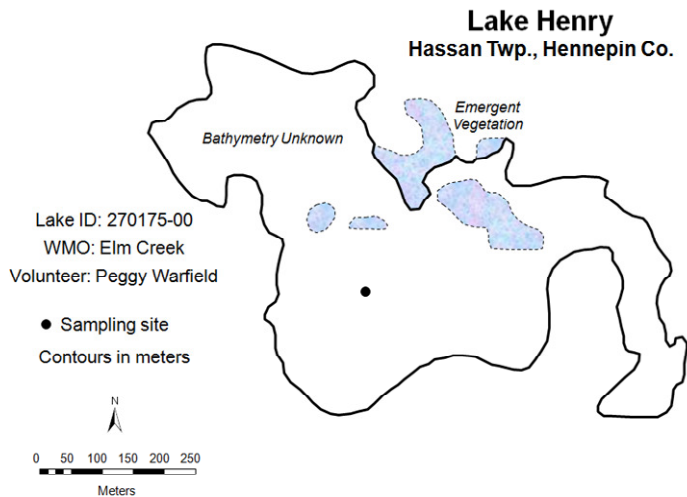 Lake Henry
Hassan Twp., Hennepin Co.
Emergent
Vegetation
Bathymetry Unknown
Lake ID: 270175-00
WMO: Elm Creek
Volunteer: Peggy Warfield
Sampling site
Contours in meters
N
0 50 100 150 200 250
Meters